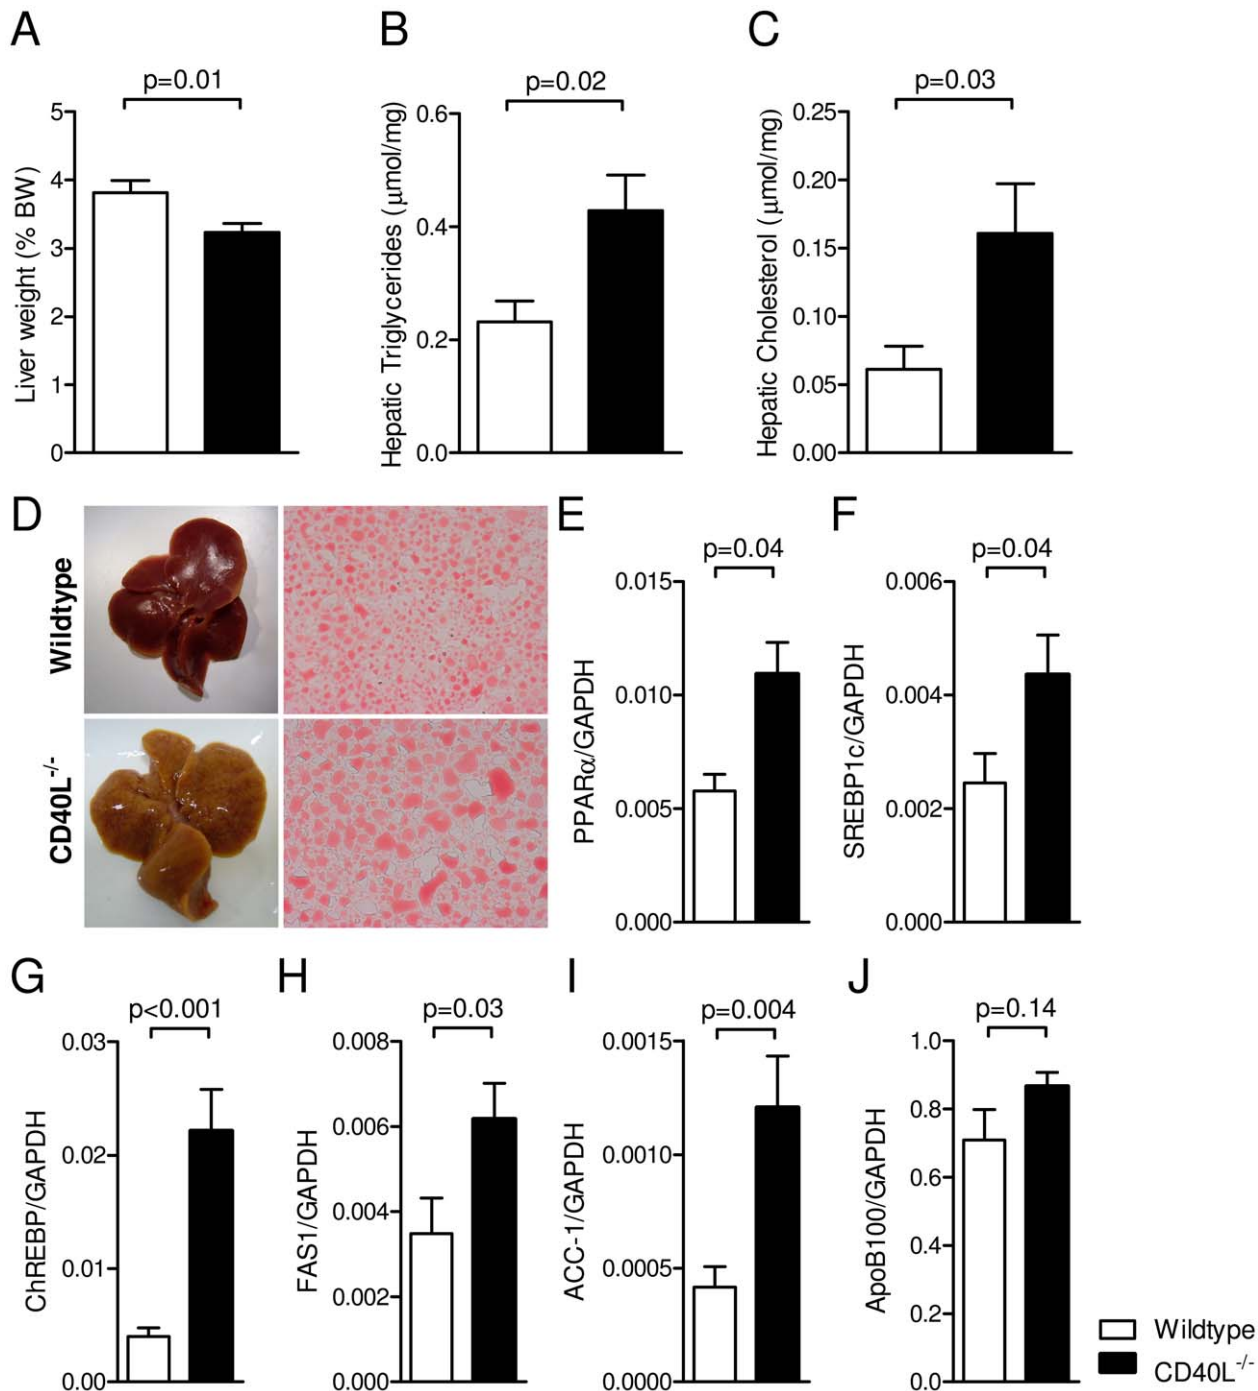 A
B
C
p=0.01
p=0.02
p=0.03
Liver weight (% BW)
5
4
3
2
1
0
Hepatic Triglycerides (μmol/mg)
0.6
0.4
0.2
0.0
Hepatic Cholesterol (μmol/mg)
0.25
0.20
0.15
0.10
0.05
0.00
D
Wildtype
CD40L-/-
E
p=0.04
PPARα/GAPDH
0.015
0.010
0.005
0.000
F
p=0.04
SREBP1c/GAPDH
0.006
0.004
0.002
0.000
G
p<0.001
ChREBP/GAPDH
0.03
0.02
0.01
0.00
H
p=0.03
FAS1/GAPDH
0.008
0.006
0.004
0.002
0.000
I
p=0.004
ACC-1/GAPDH
0.0015
0.0010
0.0005
0.0000
J
p=0.14
ApoB100/GAPDH
1.0
0.8
0.6
0.4
0.2
0.0
Wildtype
CD40L-/-